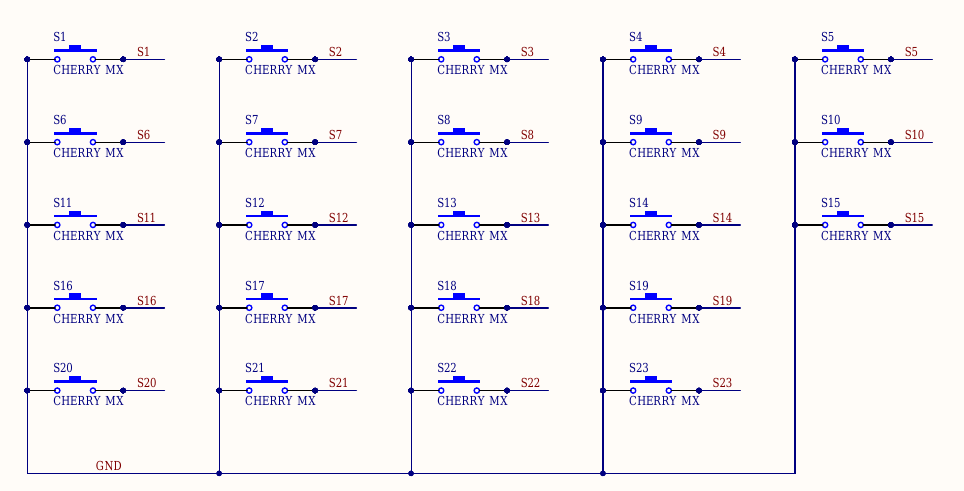 S1 S2 S3 S4 S5
S1 S2 S3 S4 S5
CHERRY MX CHERRY MX CHERRY MX CHERRY MX CHERRY MX
S6 S7 S8 S9 S10
S6 S7 S8 S9 S10
CHERRY MX CHERRY MX CHERRY MX CHERRY MX CHERRY MX
S11 S12 S13 S14 S15
S11 S12 S13 S14 S15
CHERRY MX CHERRY MX CHERRY MX CHERRY MX CHERRY MX
S16 S17 S18 S19
S16 S17 S18 S19
CHERRY MX CHERRY MX CHERRY MX CHERRY MX
S20 S21 S22 S23
S20 S21 S22 S23
CHERRY MX CHERRY MX CHERRY MX CHERRY MX
GND